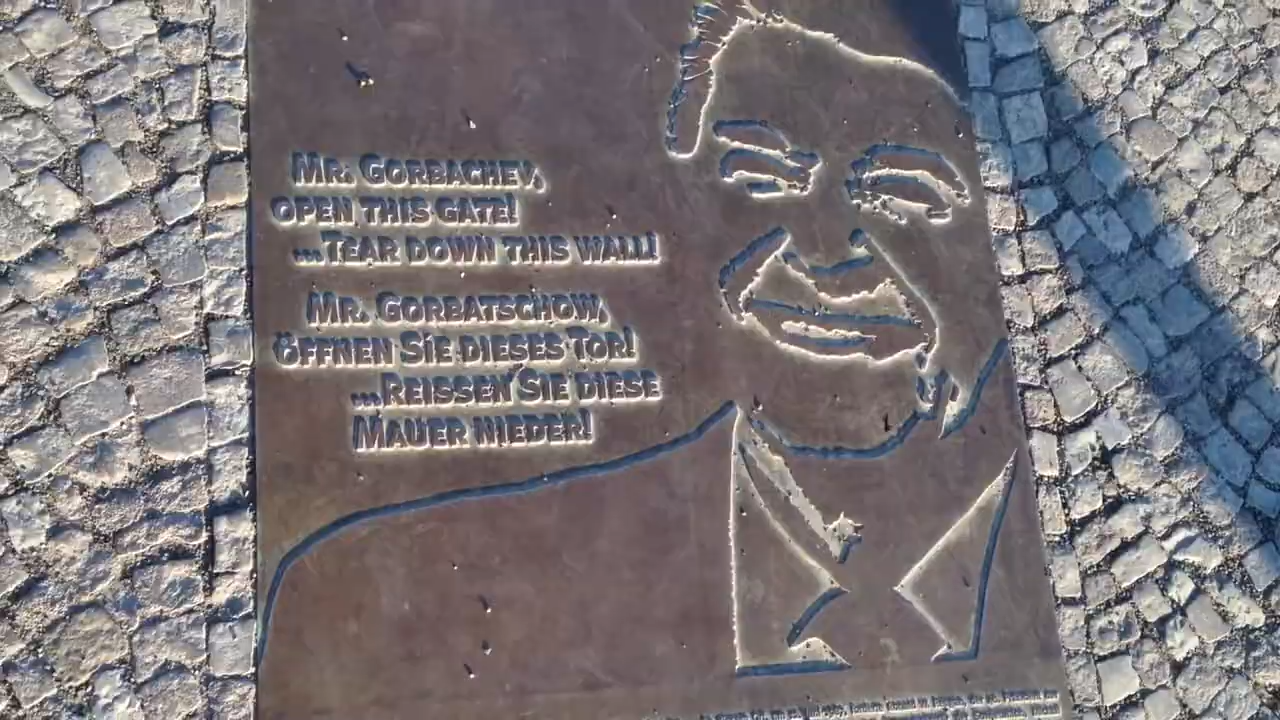 Mr. Gorbachev,
open this gate!
...Tear down this wall!
Mr. Gorbatschow,
öffnen Sie dieses Tor!
...Reissen Sie diese
Mauer nieder!